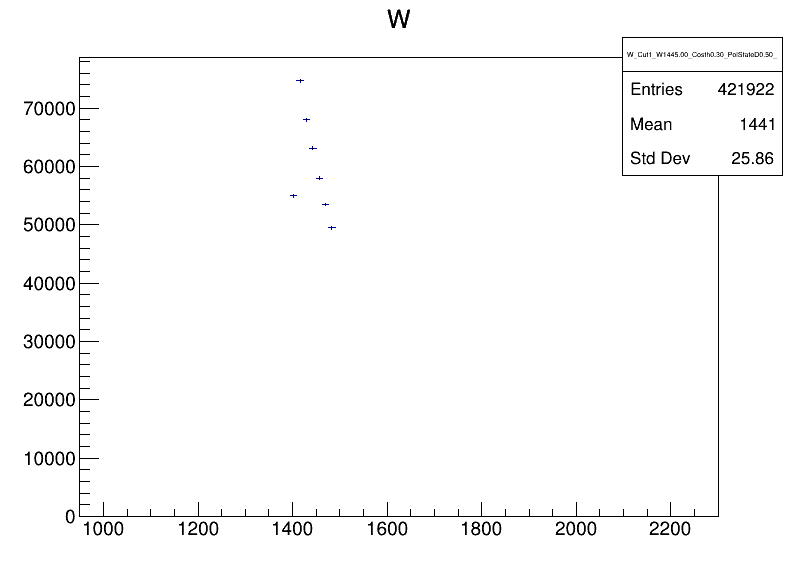 W
W_Cut1_W1445.00_Costh0.30_PolStateD0.50_
Entries 421922
Mean 1441
Std Dev 25.86
70000
60000
50000
40000
30000
20000
10000
0
1000 1200 1400 1600 1800 2000 2200